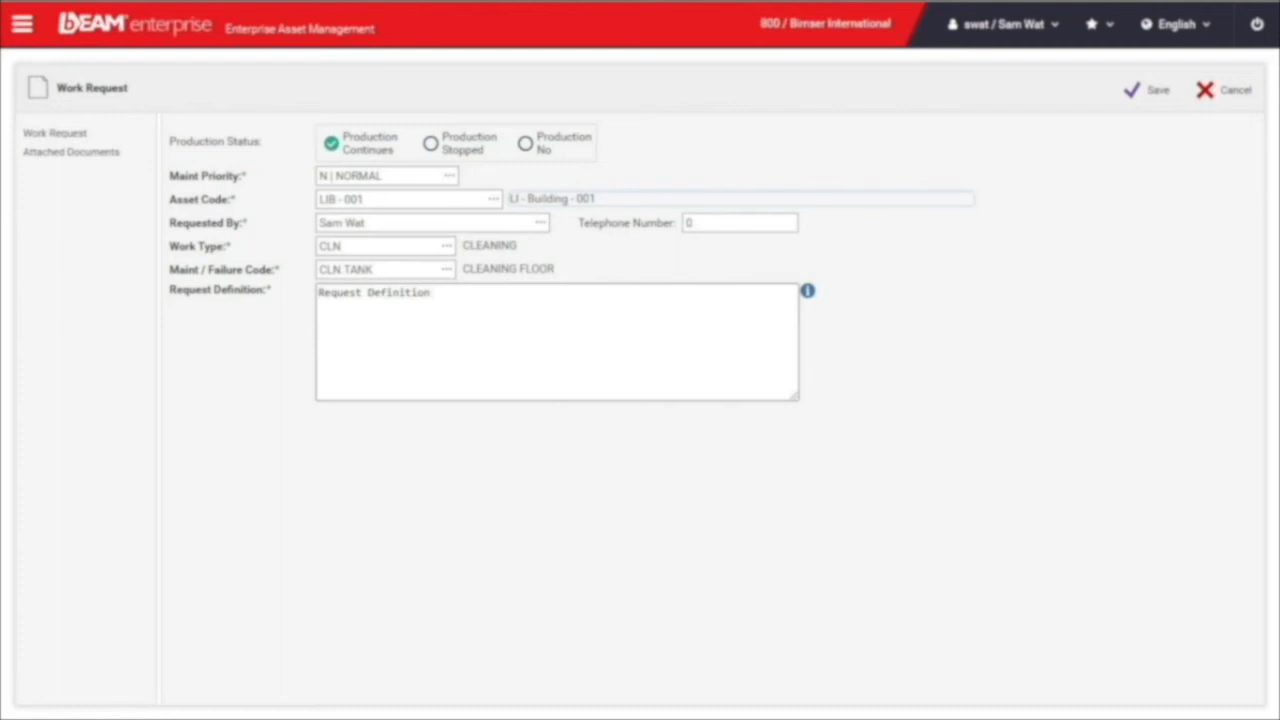 bEAM enterprise Enterprise Asset Management 800 / Bimser International swat / Sam Wat English
Work Request Save Cancel
Work Request
Attached Documents
Production Status: Production Continues Production Stopped Production No
Maint Priority:* N | NORMAL ...
Asset Code:* LIB - 001 ... LI - Building - 001
Requested By:* Sam Wat ... Telephone Number: 0
Work Type:* CLN ... CLEANING
Maint / Failure Code:* CLN TANK ... CLEANING FLOOR
Request Definition:* Request Definition